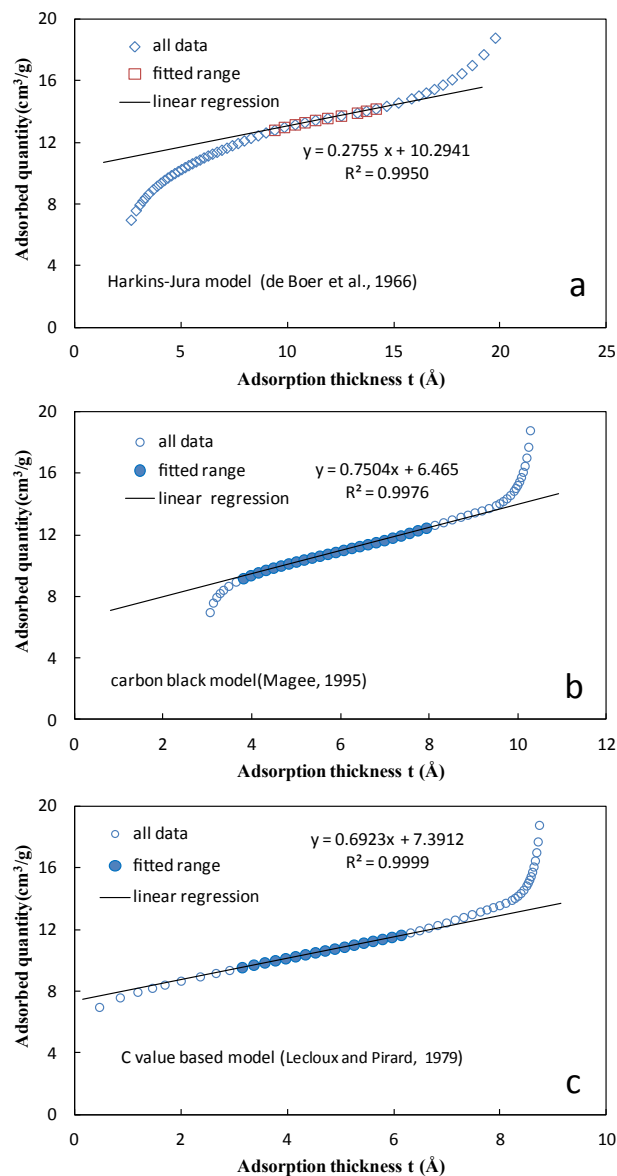 20
16
12
8
4
0
Adsorbed quantity(cm³/g)
all data
fitted range
linear regression
y = 0.2755 x + 10.2941
R² = 0.9950
Harkins-Jura model (de Boer et al., 1966)
a
0 5 10 15 20 25
Adsorption thickness t (Å)
20
16
12
8
4
0
Adsorbed quantity(cm³/g)
all data
fitted range
linear regression
y = 0.7504x + 6.465
R² = 0.9976
carbon black model(Magee, 1995)
b
0 2 4 6 8 10 12
Adsorption thickness t (Å)
20
16
12
8
4
0
Adsorbed quantity(cm³/g)
all data
fitted range
linear regression
y = 0.6923x + 7.3912
R² = 0.9999
C value based model (Lecloux and Pirard, 1979)
c
0 2 4 6 8 10
Adsorption thickness t (Å)